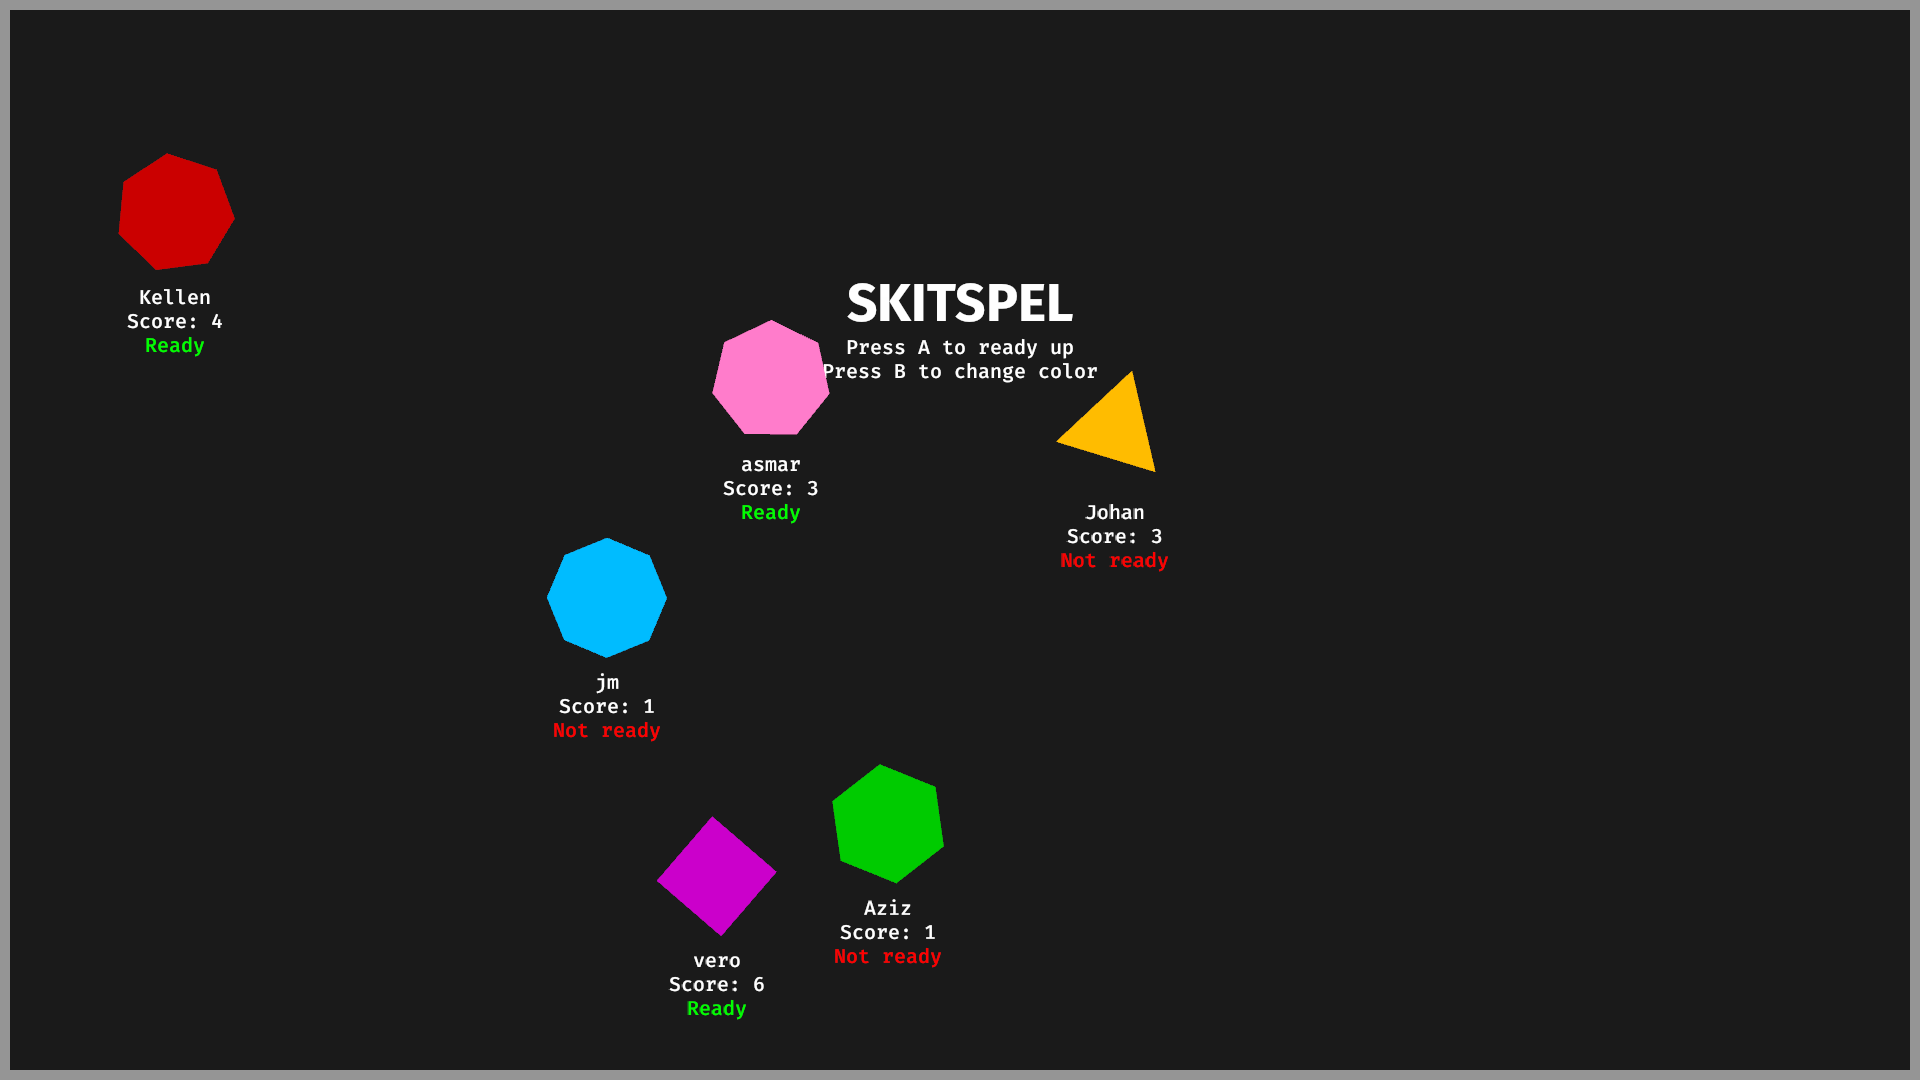 Kellen
Score: 4
Ready
SKITSPEL
Press A to ready up
Press B to change color
asmar
Score: 3
Ready
Johan
Score: 3
Not ready
jm
Score: 1
Not ready
Aziz
Score: 1
Not ready
vero
Score: 6
Ready